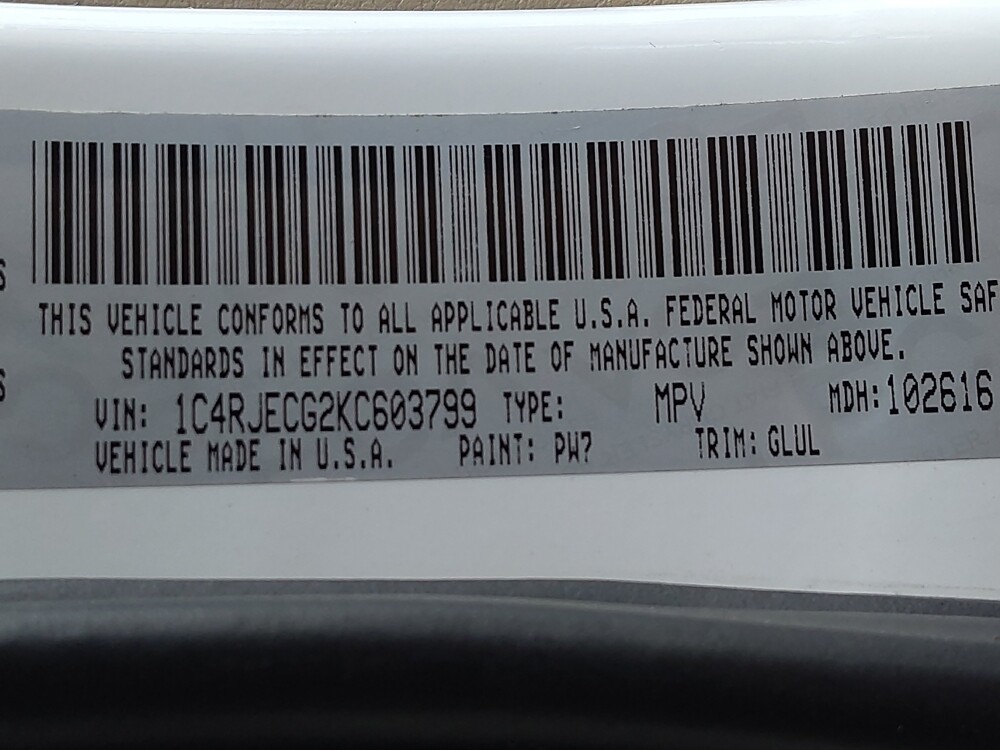 S
THIS VEHICLE CONFORMS TO ALL APPLICABLE U.S.A. FEDERAL MOTOR VEHICLE SAF
STANDARDS IN EFFECT ON THE DATE OF MANUFACTURE SHOWN ABOVE.
S
VIN: 1C4RJECG2KC603799 TYPE: MPV MDH:102616
VEHICLE MADE IN U.S.A. PAINT: PW7 TRIM: GLUL